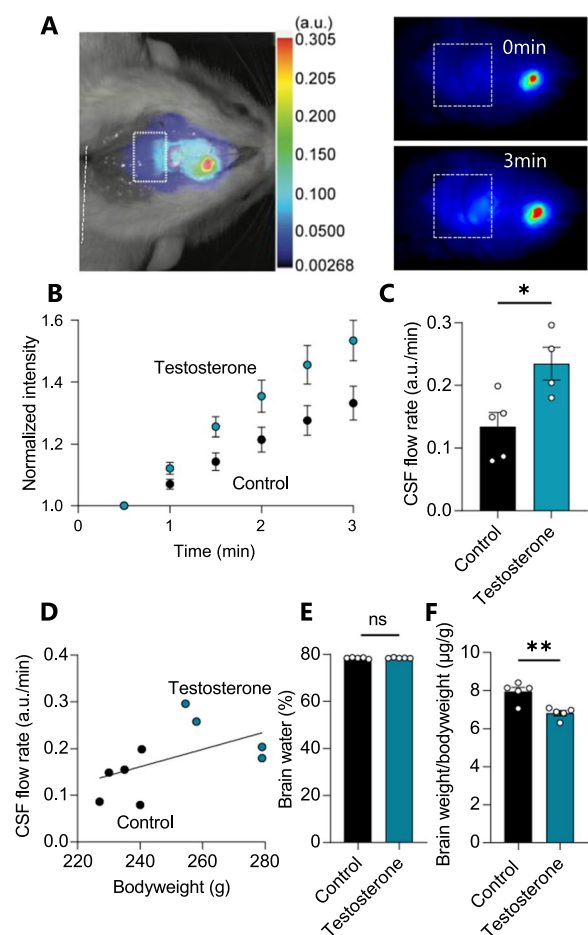 A
(a.u.)
0.305
0.205
0.200
0.150
0.100
0.0500
0.00268
0min
3min
B
Normalized intensity
1.6
1.4
1.2
1.0
Testosterone
Control
0
1
2
3
Time (min)
C
CSF flow rate (a.u./min)
*
0.3
0.2
0.1
0.0
Control
Testosterone
D
CSF flow rate (a.u./min)
0.4
0.3
0.2
0.1
0.0
Testosterone
Control
220
240
260
280
Bodyweight (g)
E
Brain water (%)
ns
80
60
40
20
0
Control
Testosterone
F
Brain weight/bodyweight (µg/g)
**
8
6
4
2
0
Control
Testosterone